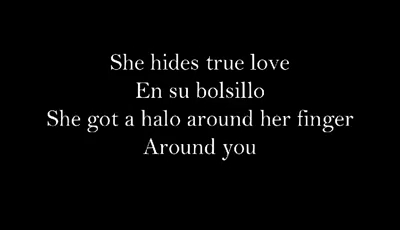 She hides true love
En su bolsillo
She got a halo around her finger
Around you